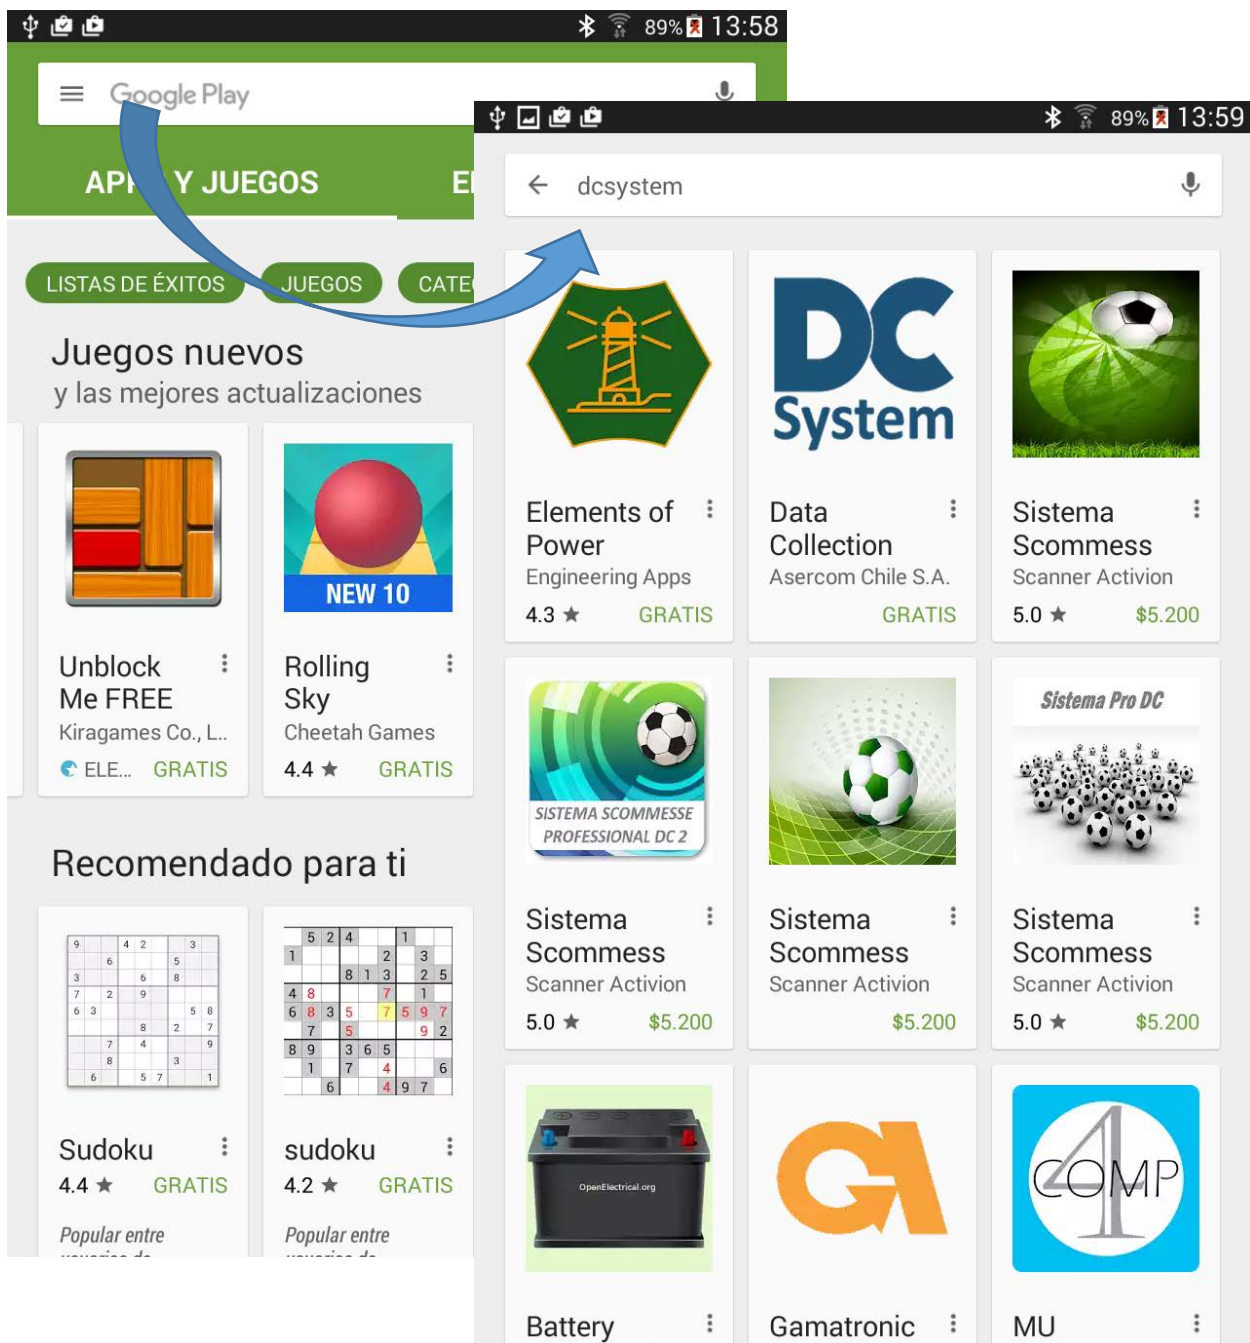 89% 13:58
Google Play
APPS Y JUEGOS
LISTAS DE ÉXITOS
JUEGOS
Juegos nuevos
y las mejores actualizaciones
NEW 10
Unblock
Me FREE
Kiragames Co., L..
ELE... GRATIS
Rolling
Sky
Cheetah Games
4.4 ★ GRATIS
Recomendado para ti
Sudoku
4.4 ★ GRATIS
Popular entre
sudoku
4.2 ★ GRATIS
Popular entre
89% 13:59
dcsystem
Elements of
Power
Engineering Apps
4.3 ★ GRATIS
DC
System
Data
Collection
Asercom Chile S.A.
GRATIS
Sistema
Scommess
Scanner Activion
5.0 ★ $5.200
SISTEMA SCOMMESSE
PROFESSIONAL DC 2
Sistema
Scommess
Scanner Activion
5.0 ★ $5.200
Sistema
Scommess
Scanner Activion
$5.200
Sistema Pro DC
Sistema
Scommess
Scanner Activion
5.0 ★ $5.200
OpenElectrical.org
Battery
Gamatronic
4
COMP
MU